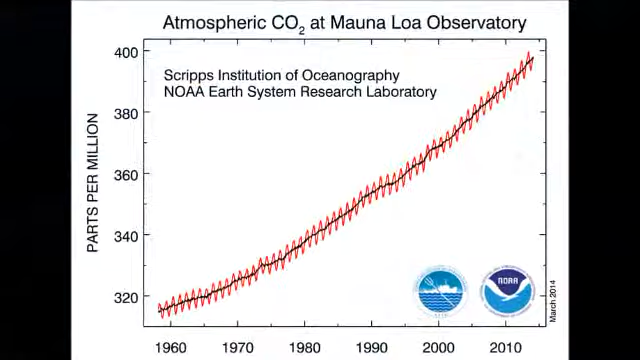 Atmospheric CO2 at Mauna Loa Observatory
Scripps Institution of Oceanography
NOAA Earth System Research Laboratory
PARTS PER MILLION
400
380
360
340
320
1960 1970 1980 1990 2000 2010
NOAA
March 2014